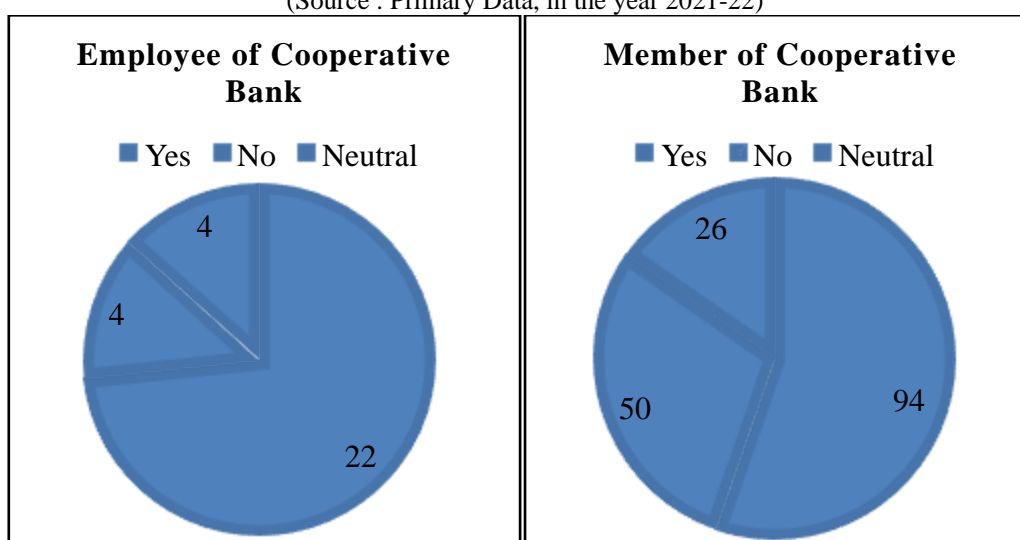 (Source : Primary Data, in the year 2021-22)
Employee of Cooperative
Bank
Yes No Neutral
4
4
22
Member of Cooperative
Bank
Yes No Neutral
26
50
94